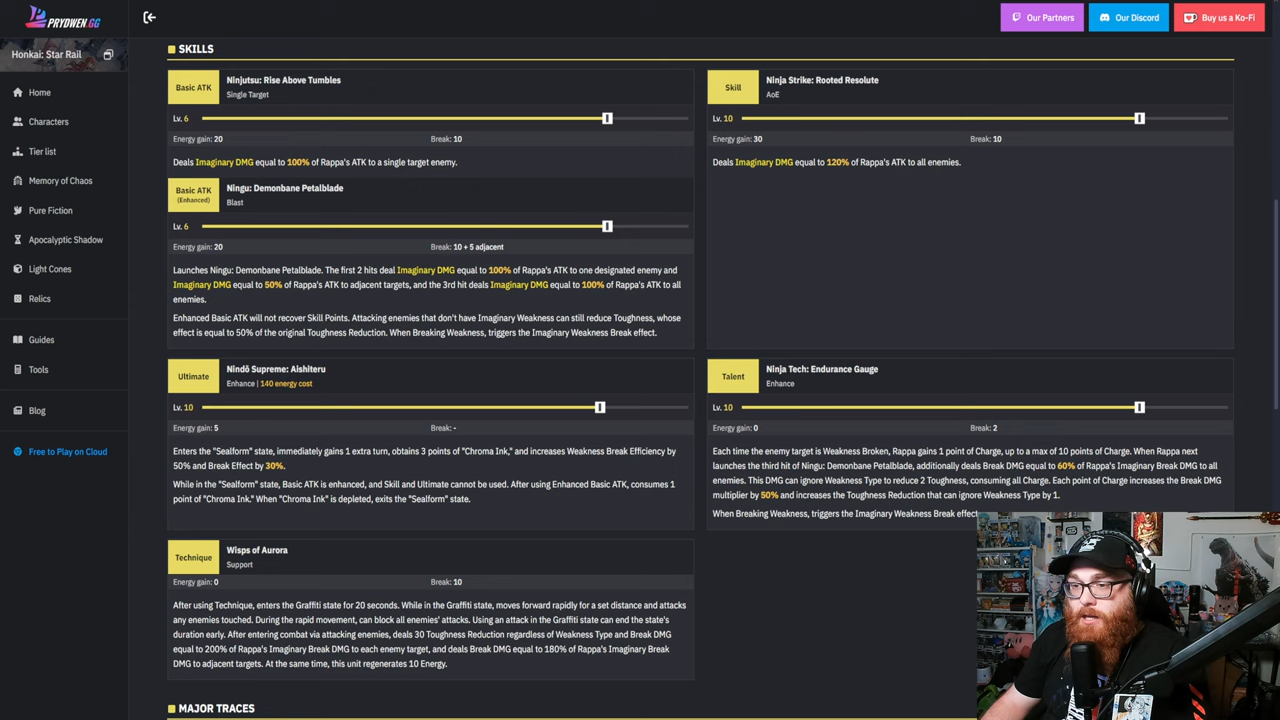 PRYDWEN.GG
Our Partners
Our Discord
Buy us a Ko-Fi
Honkai: Star Rail
Home
Characters
Tier list
Memory of Chaos
Pure Fiction
Apocalyptic Shadow
Light Cones
Relics
Guides
Tools
Blog
Free to Play on Cloud
SKILLS
Basic ATK
Ninjutsu: Rise Above Tumbles
Single Target
Lv. 6
Energy gain: 20
Break: 10
Deals Imaginary DMG equal to 100% of Rappa's ATK to a single target enemy.
Basic ATK
(Enhanced)
Ningu: Demonbane Petalblade
Blast
Lv. 6
Energy gain: 20
Break: 10 + 5 adjacent
Launches Ningu: Demonbane Petalblade. The first 2 hits deal Imaginary DMG equal to 100% of Rappa's ATK to one designated enemy and
Imaginary DMG equal to 50% of Rappa's ATK to adjacent targets, and the 3rd hit deals Imaginary DMG equal to 100% of Rappa's ATK to all
enemies.
Enhanced Basic ATK will not recover Skill Points. Attacking enemies that don't have Imaginary Weakness can still reduce Toughness, whose
effect is equal to 50% of the original Toughness Reduction. When Breaking Weakness, triggers the Imaginary Weakness Break effect.
Skill
Ninja Strike: Rooted Resolute
AoE
Lv. 10
Energy gain: 30
Break: 10
Deals Imaginary DMG equal to 120% of Rappa's ATK to all enemies.
Ultimate
Nindō Supreme: Aishiteru
Enhance | 140 energy cost
Lv. 10
Energy gain: 5
Break: -
Enters the "Sealform" state, immediately gains 1 extra turn, obtains 3 points of "Chroma Ink," and increases Weakness Break Efficiency by
50% and Break Effect by 30%.
While in the "Sealform" state, Basic ATK is enhanced, and Skill and Ultimate cannot be used. After using Enhanced Basic ATK, consumes 1
point of "Chroma Ink." When "Chroma Ink" is depleted, exits the "Sealform" state.
Talent
Ninja Tech: Endurance Gauge
Enhance
Lv. 10
Energy gain: 0
Break: 2
Each time the enemy target is Weakness Broken, Rappa gains 1 point of Charge, up to a max of 10 points of Charge. When Rappa next
launches the third hit of Ningu: Demonbane Petalblade, additionally deals Break DMG equal to 60% of Rappa's Imaginary Break DMG to all
enemies. This DMG can ignore Weakness Type to reduce 2 Toughness, consuming all Charge. Each point of Charge increases the Break DMG
multiplier by 50% and increases the Toughness Reduction that can ignore Weakness Type by 1.
When Breaking Weakness, triggers the Imaginary Weakness Break effect
Technique
Wisps of Aurora
Support
Energy gain: 0
Break: 10
After using Technique, enters the Graffiti state for 20 seconds. While in the Graffiti state, moves forward rapidly for a set distance and attacks
any enemies touched. During the rapid movement, can block all enemies' attacks. Using an attack in the Graffiti state can end the state's
duration early. After entering combat via attacking enemies, deals 30 Toughness Reduction regardless of Weakness Type and Break DMG
equal to 200% of Rappa's Imaginary Break DMG to each enemy target, and deals Break DMG equal to 180% of Rappa's Imaginary Break
DMG to adjacent targets. At the same time, this unit regenerates 10 Energy.
MAJOR TRACES